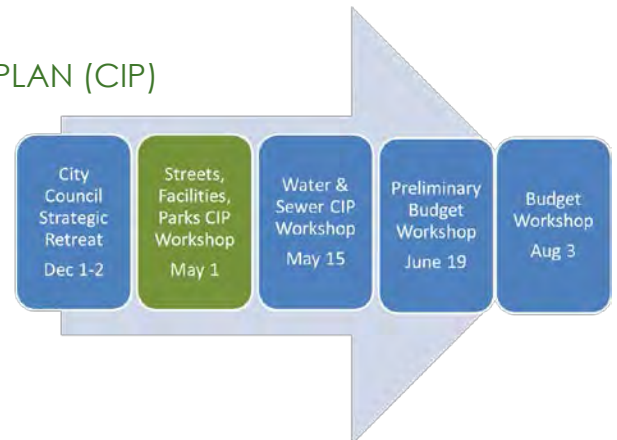 PLAN (CIP)
City
Council
Strategic
Retreat
Dec 1-2
Streets,
Facilities,
Parks CIP
Workshop
May 1
Water &
Sewer CIP
Workshop
May 15
Preliminary
Budget
Workshop
June 19
Budget
Workshop
Aug 3